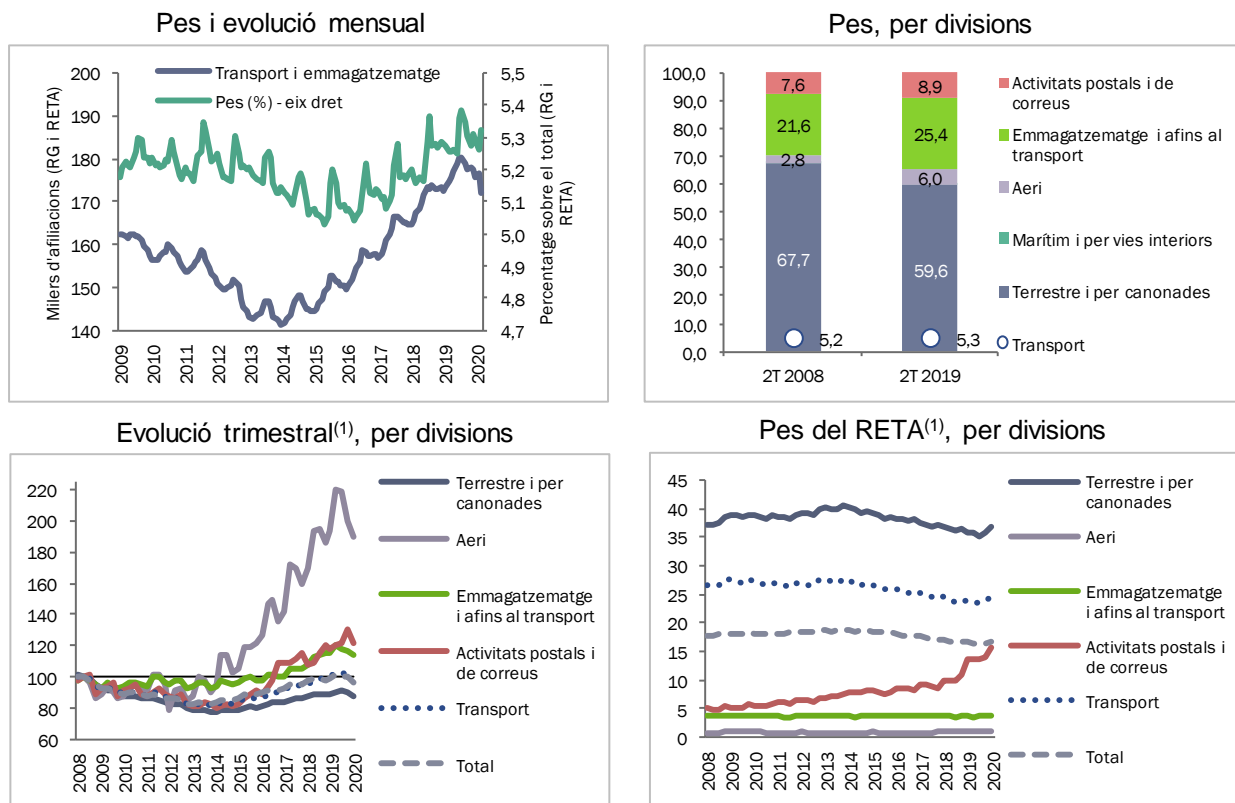 Pes i evolució mensual
200
190
180
170
160
150
140
Milers d'afiliacions (RG i RETA)
Transport i emmagatzematge
Pes (%) - eix dret
5,5
5,4
5,3
5,2
5,1
5,0
4,9
4,8
4,7
Percentatge sobre el total (RG i
RETA)
2009
2010
2011
2012
2013
2014
2015
2016
2017
2018
2019
2020
Pes, per divisions
100,0
90,0
80,0
70,0
60,0
50,0
40,0
30,0
20,0
10,0
0,0
7,6
21,6
2,8
67,7
5,2
8,9
25,4
6,0
59,6
5,3
2T 2008
2T 2019
Activitats postals i de
correus
Emmagatzematge i afins al
transport
Aeri
Marítim i per vies interiors
Terrestre i per canonades
Transport
Evolució trimestral(1), per divisions
220
200
180
160
140
120
100
80
60
2008
2009
2010
2011
2012
2013
2014
2015
2016
2017
2018
2019
2020
Terrestre i per
canonades
Aeri
Emmagatzematge
i afins al transport
Activitats postals i
de correus
Transport
Total
Pes del RETA(1), per divisions
45
40
35
30
25
20
15
10
5
0
2008
2009
2010
2011
2012
2013
2014
2015
2016
2017
2018
2019
2020
Terrestre i per
canonades
Aeri
Emmagatzematge
i afins al transport
Activitats postals i
de correus
Transport
Total